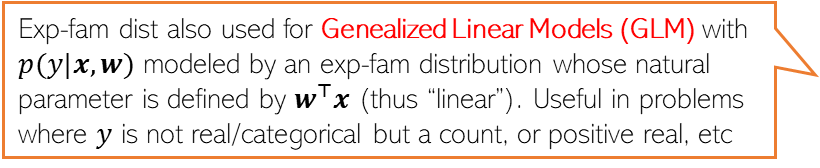 Exp-fam dist also used for Genealized Linear Models (GLM) with
p(y|x, w) modeled by an exp-fam distribution whose natural
parameter is defined by w⊤x (thus “linear”). Useful in problems
where y is not real/categorical but a count, or positive real, etc